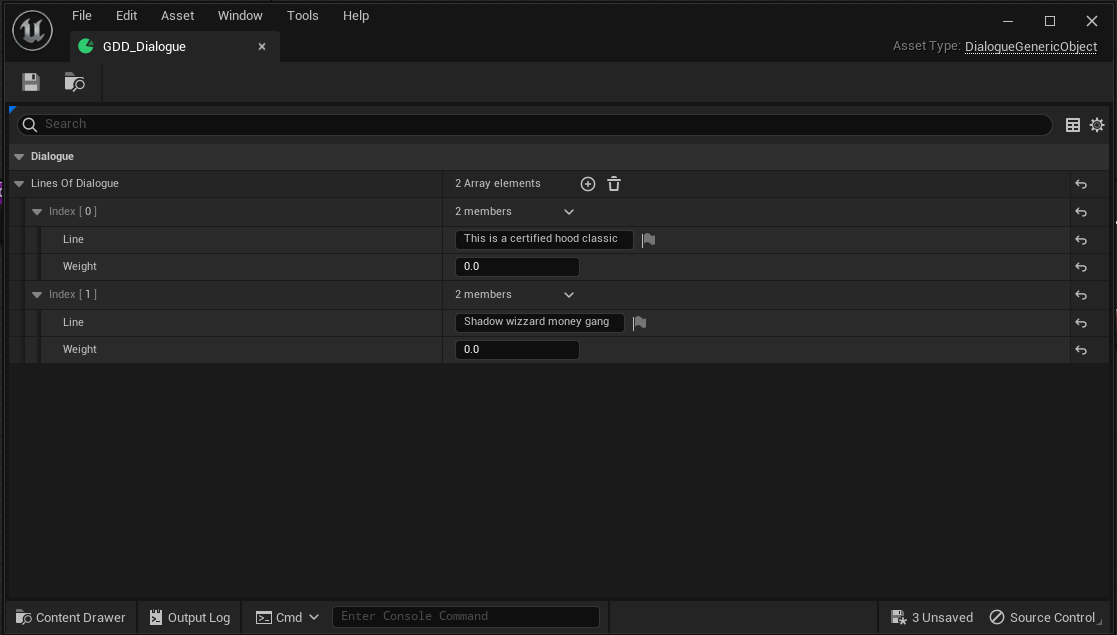 File Edit Asset Window Tools Help
GDD_Dialogue
Asset Type: DialogueGenericObject
Search
Dialogue
Lines Of Dialogue 2 Array elements
Index [ 0 ] 2 members
Line This is a certified hood classic
Weight 0.0
Index [ 1 ] 2 members
Line Shadow wizzard money gang
Weight 0.0
Content Drawer Output Log Cmd Enter Console Command 3 Unsaved Source Control